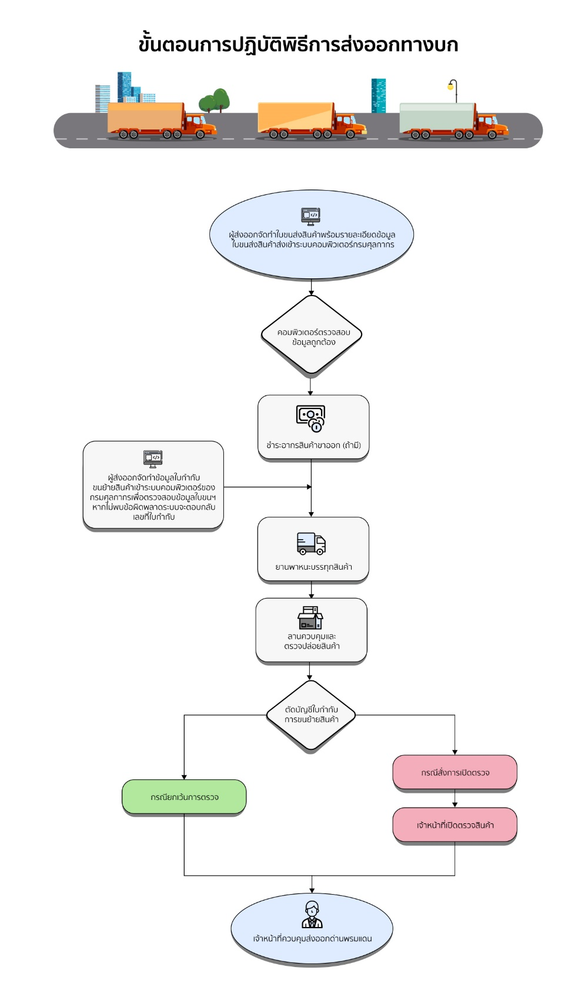 ขั้นตอนการปฏิบัติพิธีการส่งออกทางบก
ผู้ส่งออกจัดทำใบขนส่งสินค้าพร้อมรายละเอียดข้อมูล
ใบขนส่งสินค้าส่งเข้าระบบคอมพิวเตอร์กรมศุลกากร
คอมพิวเตอร์ตรวจสอบ
ข้อมูลถูกต้อง
ชำระอากรสินค้าขาออก (ถ้ามี)
ผู้ส่งออกจัดทำข้อมูลใบกำกับ
ขนย้ายสินค้าเข้าระบบคอมพิวเตอร์ของ
กรมศุลกากรเพื่อตรวจสอบข้อมูลใบขนฯ
หากไม่พบข้อผิดพลาดระบบจะตอบกลับ
เลขที่ใบกำกับ
ยานพาหนะบรรทุกสินค้า
ลานควบคุมและ
ตรวจปล่อยสินค้า
ตัดบัญชีใบกำกับ
การขนย้ายสินค้า
กรณีสั่งการเปิดตรวจ
กรณียกเว้นการตรวจ
เจ้าหน้าที่เปิดตรวจสินค้า
เจ้าหน้าที่ควบคุมส่งออกด่านพรมแดน